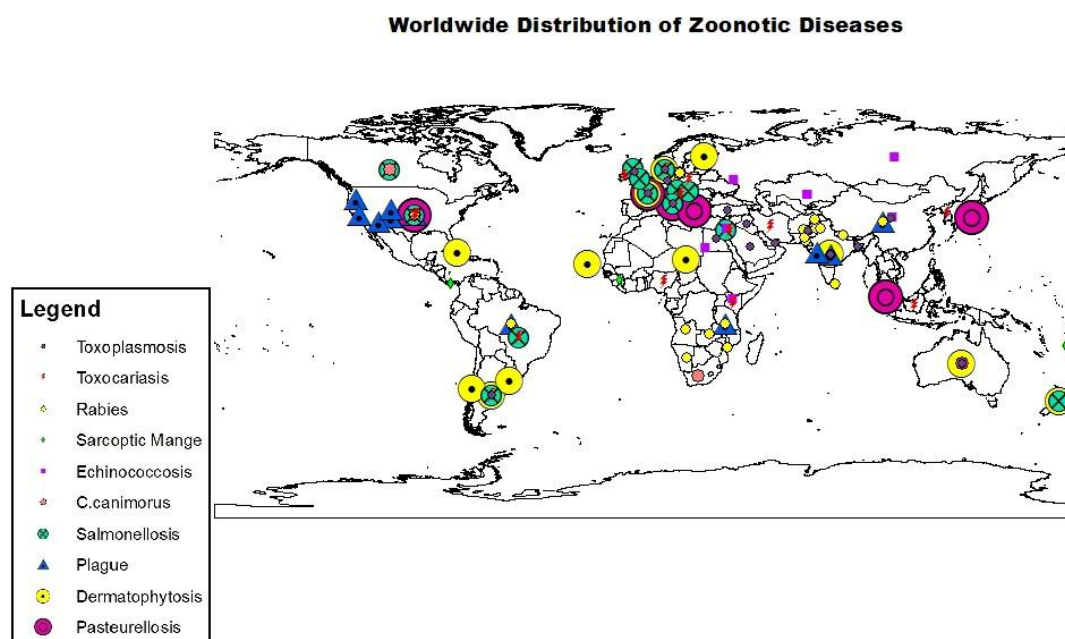 Worldwide Distribution of Zoonotic Diseases
Legend
Toxoplasmosis
Toxocariasis
Rabies
Sarcoptic Mange
Echinococcosis
C.canimorus
Salmonellosis
Plague
Dermatophytosis
Pasteurellosis